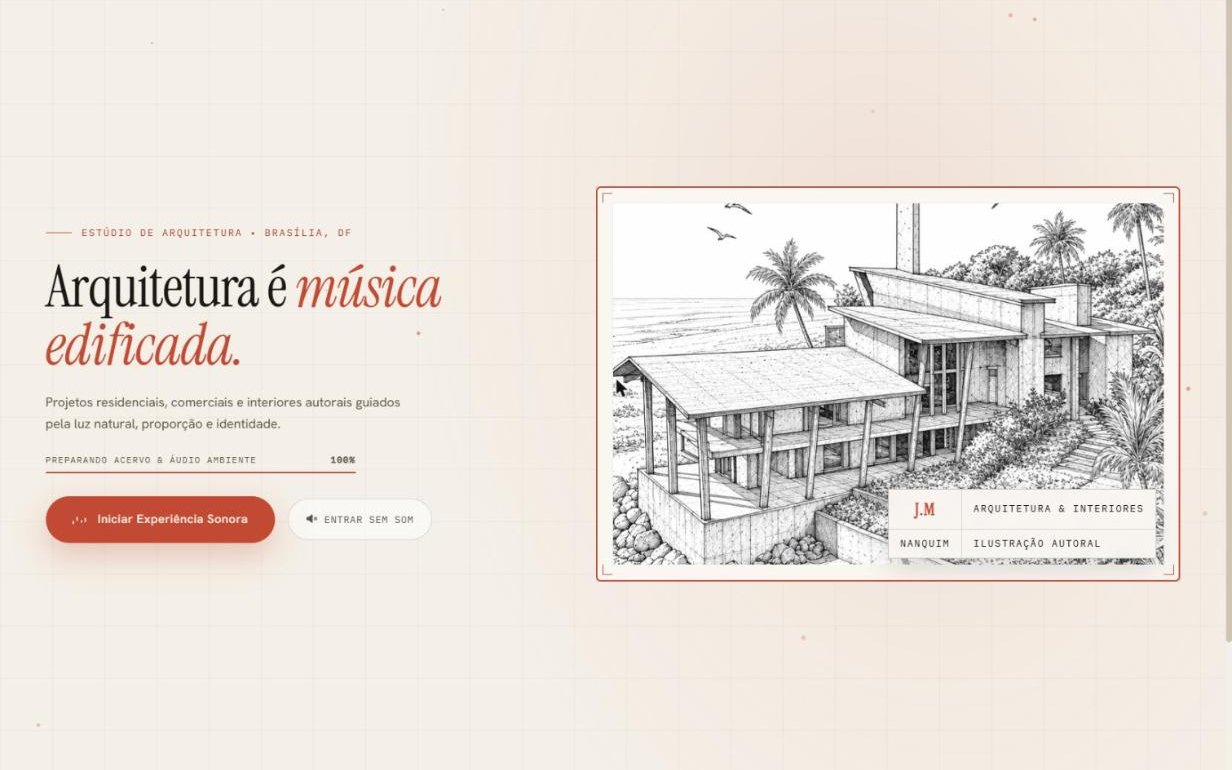 ESTÚDIO DE ARQUITETURA • BRASÍLIA, DF
Arquitetura é música
edificada.
Projetos residenciais, comerciais e interiores autorais guiados
pela luz natural, proporção e identidade.
PREPARANDO ACERVO & ÁUDIO AMBIENTE 100%
Iniciar Experiência Sonora
ENTRAR SEM SOM
J.M ARQUITETURA & INTERIORES
NANQUIM ILUSTRAÇÃO AUTORAL